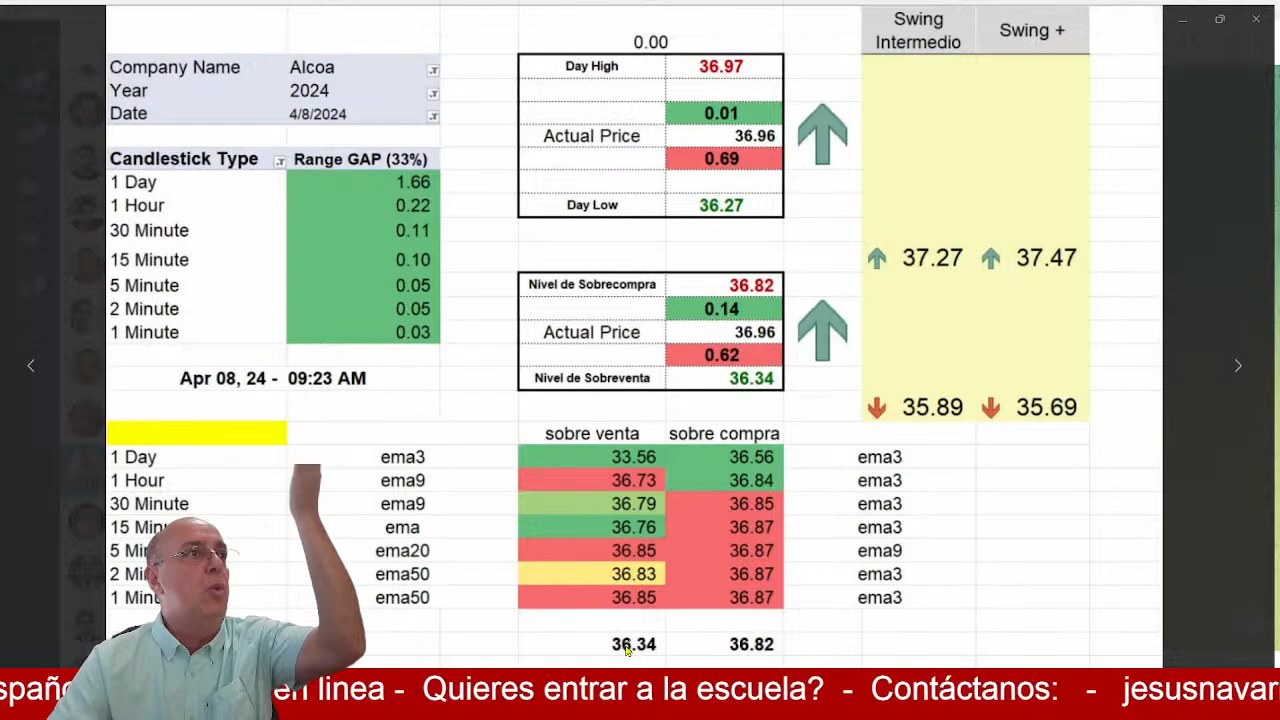 Swing Intermedio Swing +
0.00
Company Name Alcoa
Year 2024
Date 4/8/2024
Day High 36.97
0.01
Actual Price 36.96
0.69
Day Low 36.27
Candlestick Type Range GAP (33%)
1 Day 1.66
1 Hour 0.22
30 Minute 0.11
15 Minute 0.10
5 Minute 0.05
2 Minute 0.05
1 Minute 0.03
37.27 37.47
Nivel de Sobrecompra 36.82
0.14
Actual Price 36.96
0.62
Nivel de Sobreventa 36.34
Apr 08, 24 - 09:23 AM
35.89 35.69
sobre venta sobre compra
1 Day ema3 33.56 36.56 ema3
1 Hour ema9 36.73 36.84 ema3
30 Minute ema9 36.79 36.85 ema3
15 Min ema 36.76 36.87 ema3
5 Mi ema20 36.85 36.87 ema9
2 Mi ema50 36.83 36.87 ema3
1 Min ema50 36.85 36.87 ema3
36.34 36.82
en linea - Quieres entrar a la escuela? - Contáctanos: - jesusnavar